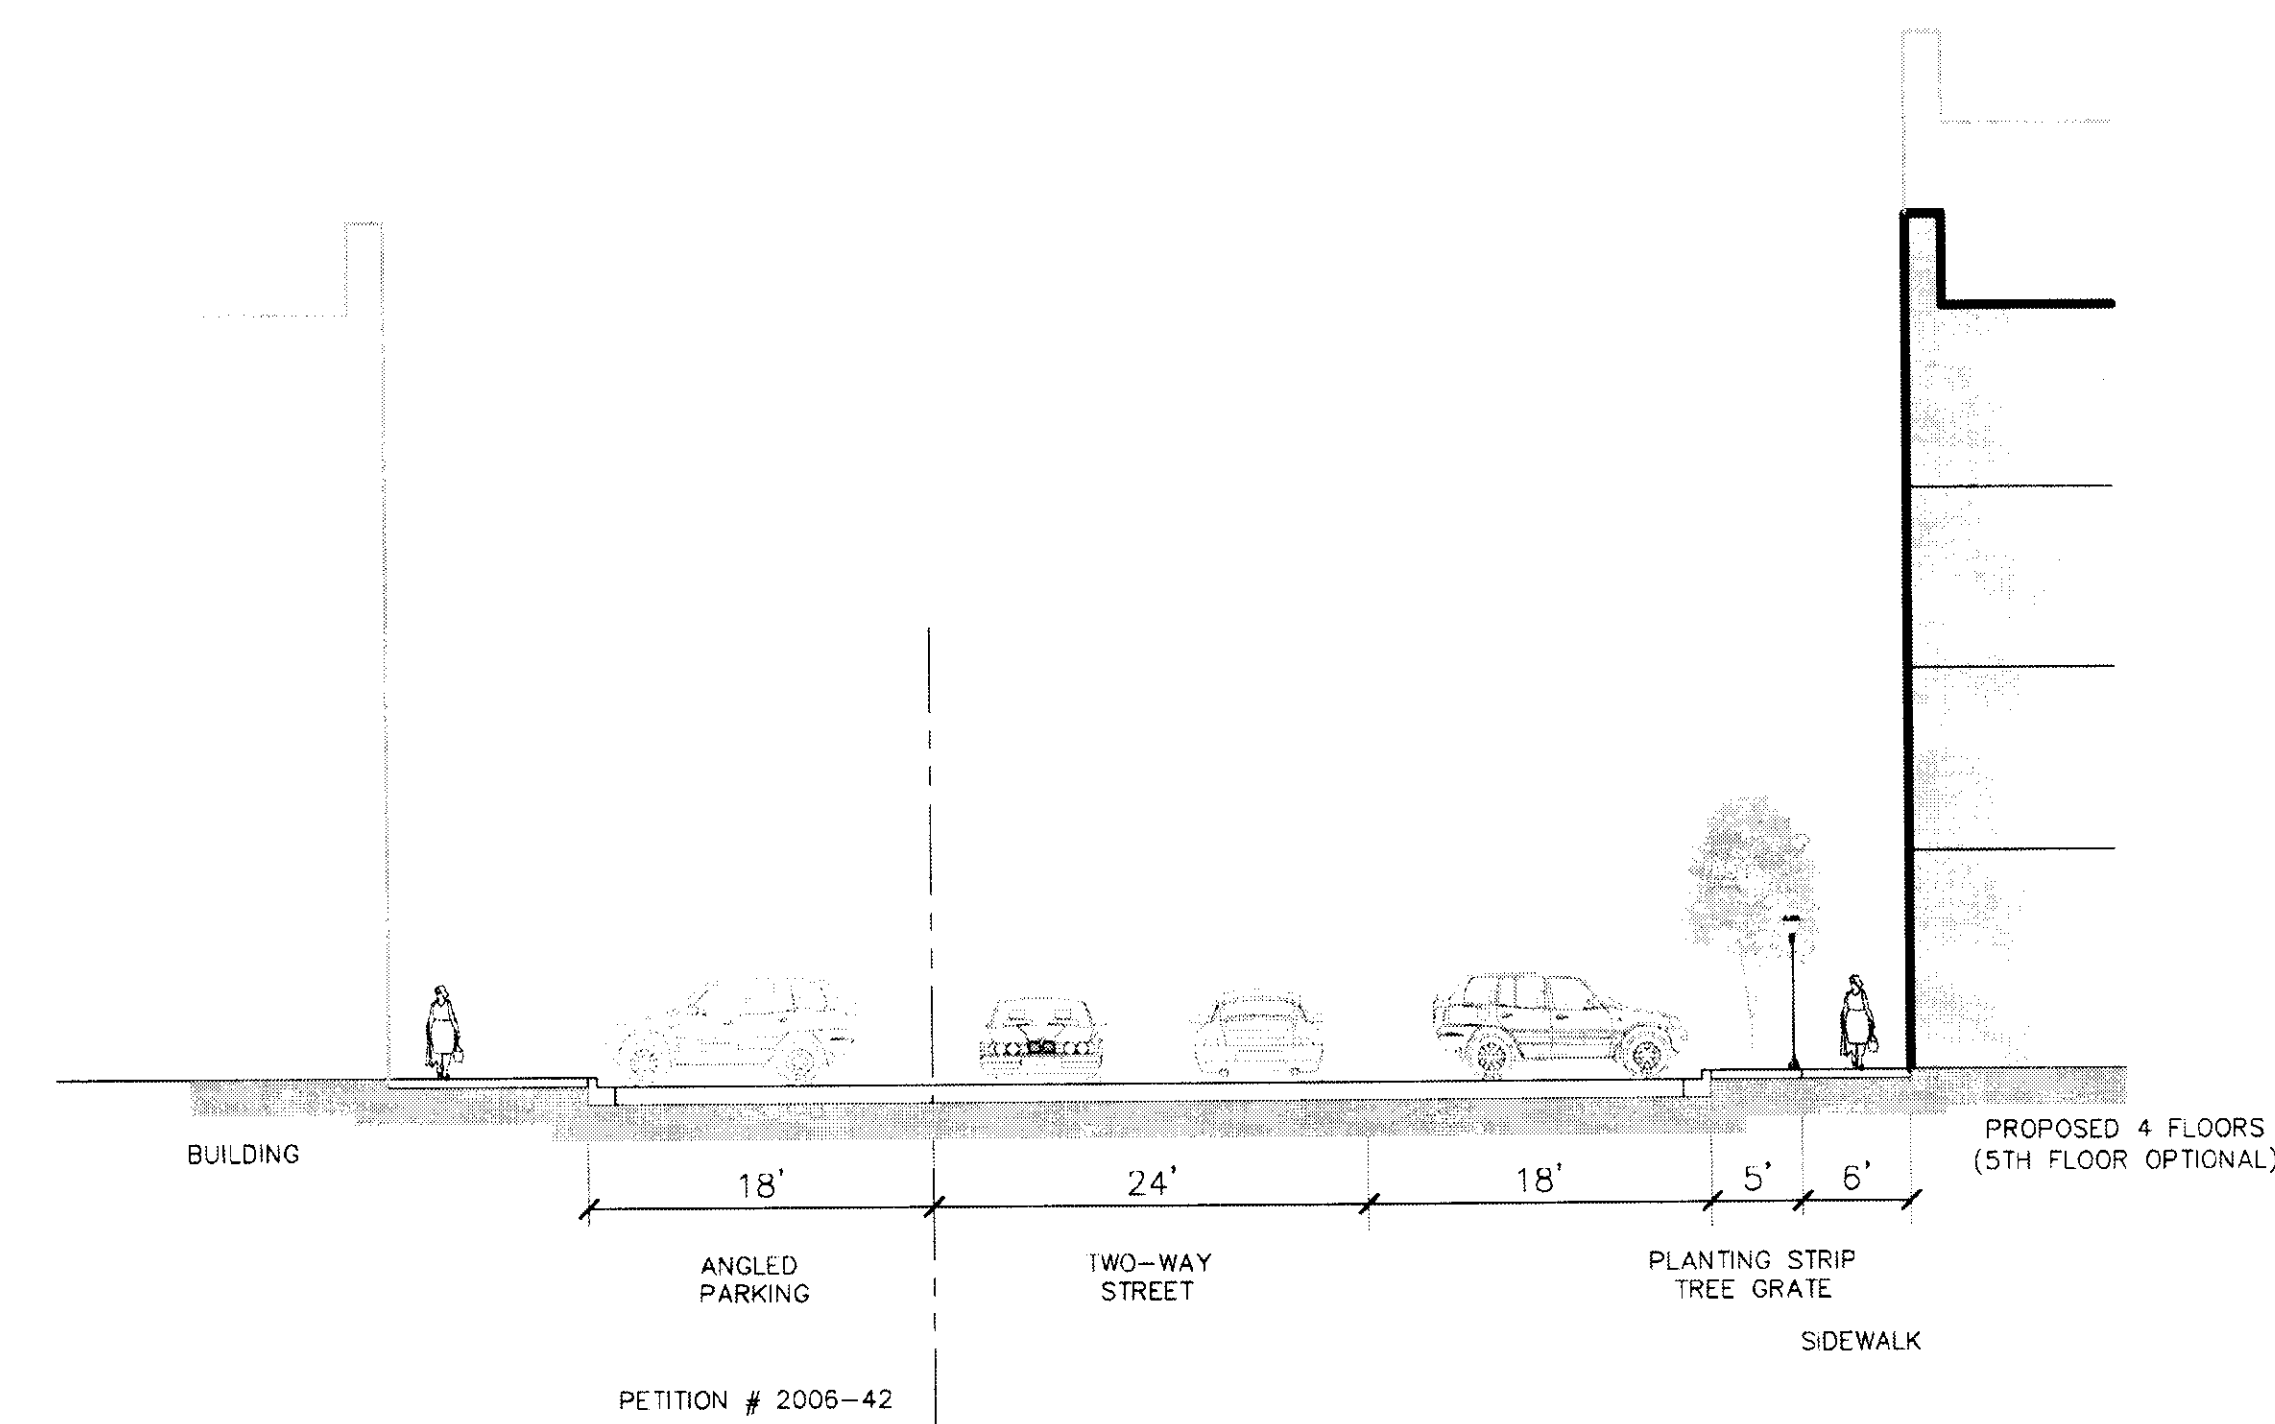 BUILDING
PROPOSED 4 FLOORS
(5TH FLOOR OPTIONAL)
18'
24'
18'
5'
6'
ANGLED
PARKING
TWO-WAY
STREET
PLANTING STRIP
TREE GRATE
SIDEWALK
PETITION # 2006-42